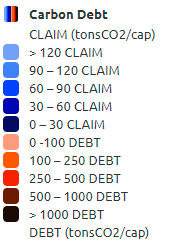 Carbon Debt
CLAIM (tonsCO2/cap)
> 120 CLAIM
90 – 120 CLAIM
60 – 90 CLAIM
30 – 60 CLAIM
0 – 30 CLAIM
0 -100 DEBT
100 – 250 DEBT
250 – 500 DEBT
500 – 1000 DEBT
> 1000 DEBT
DEBT (tonsCO2/cap)